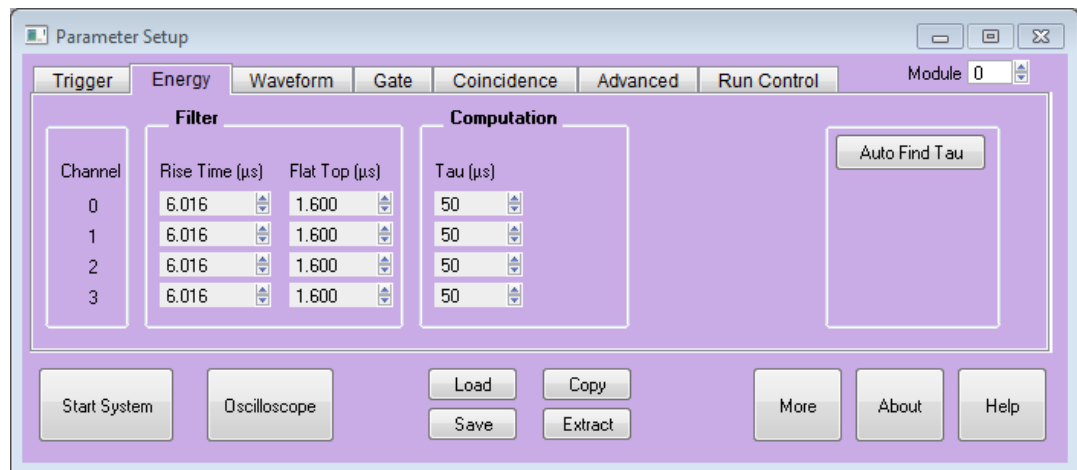 Parameter Setup
Trigger Energy Waveform Gate Coincidence Advanced Run Control Module 0
Filter Computation
Auto Find Tau
Channel Rise Time (µs) Flat Top (µs) Tau (µs)
0 6.016 1.600 50
1 6.016 1.600 50
2 6.016 1.600 50
3 6.016 1.600 50
Start System Oscilloscope Load Copy More About Help
Save Extract